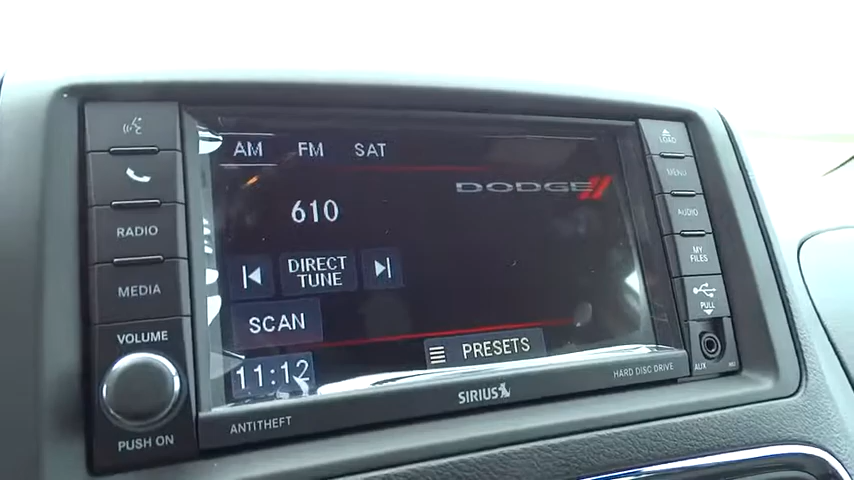 AM FM SAT
DODGE
610
DIRECT
TUNE
SCAN
PRESETS
11:12
RADIO
MEDIA
VOLUME
PUSH ON
ANTITHEFT
SIRIUS
HARD DISC DRIVE
LOAD
MENU
AUDIO
MY
FILES
PULL
AUX